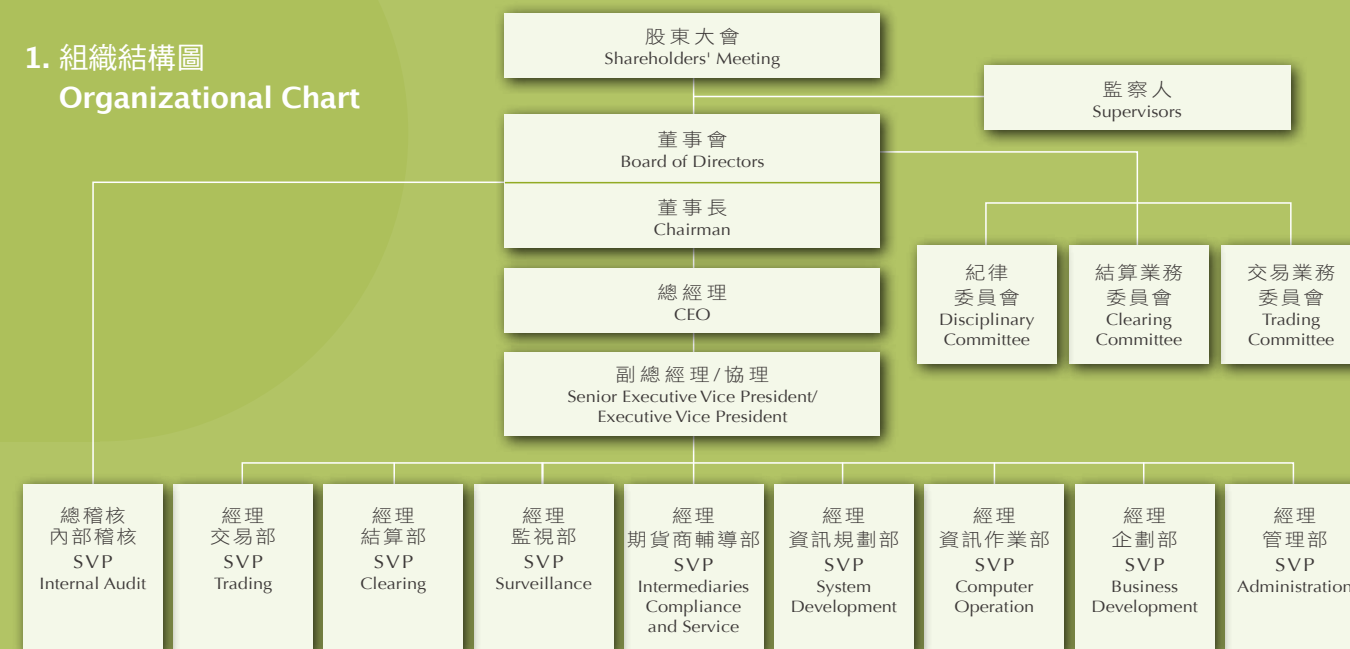 1. 組織結構圖
Organizational Chart
股東大會
Shareholders' Meeting
監察人
Supervisors
董事會
Board of Directors
董事長
Chairman
總經理
CEO
副總經理/協理
Senior Executive Vice President/
Executive Vice President
紀律
委員會
Disciplinary
Committee
結算業務
委員會
Clearing
Committee
交易業務
委員會
Trading
Committee
總稽核
內部稽核
SVP
Internal Audit
經理
交易部
SVP
Trading
經理
結算部
SVP
Clearing
經理
監視部
SVP
Surveillance
經理
期貨商輔導部
SVP
Intermediaries
Compliance
and Service
經理
資訊規劃部
SVP
System
Development
經理
資訊作業部
SVP
Computer
Operation
經理
企劃部
SVP
Business
Development
經理
管理部
SVP
Administration